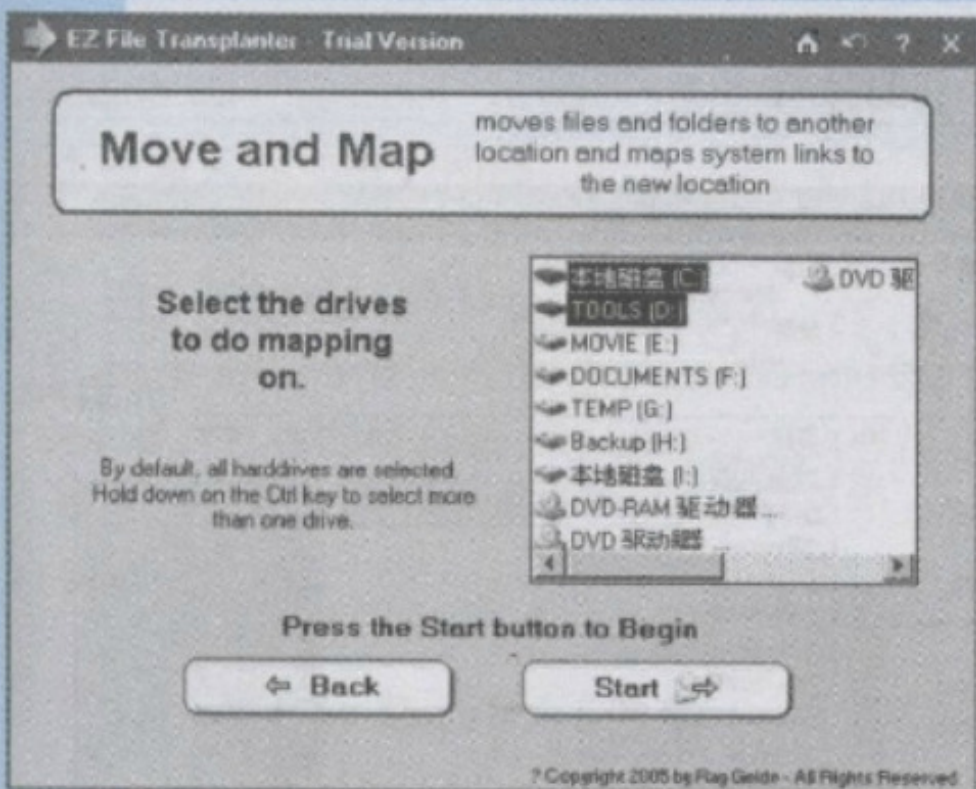 EZ File Transplanter - Trial Version
Move and Map
moves files and folders to another
location and maps system links to
the new location
Select the drives
to do mapping
on.
By default, all harddrives are selected.
Hold down on the Ctrl key to select more
than one drive.
本地磁盘 (C:)
TOOLS (D:)
MOVIE (E:)
DOCUMENTS (F:)
TEMP (G:)
Backup (H:)
本地磁盘 (I:)
DVD-RAM 驱动器 ...
DVD 驱动器 ...
DVD 驱
Press the Start button to Begin
⇦ Back
Start ⇨
? Copyright 2005 by - All Rights Reserved